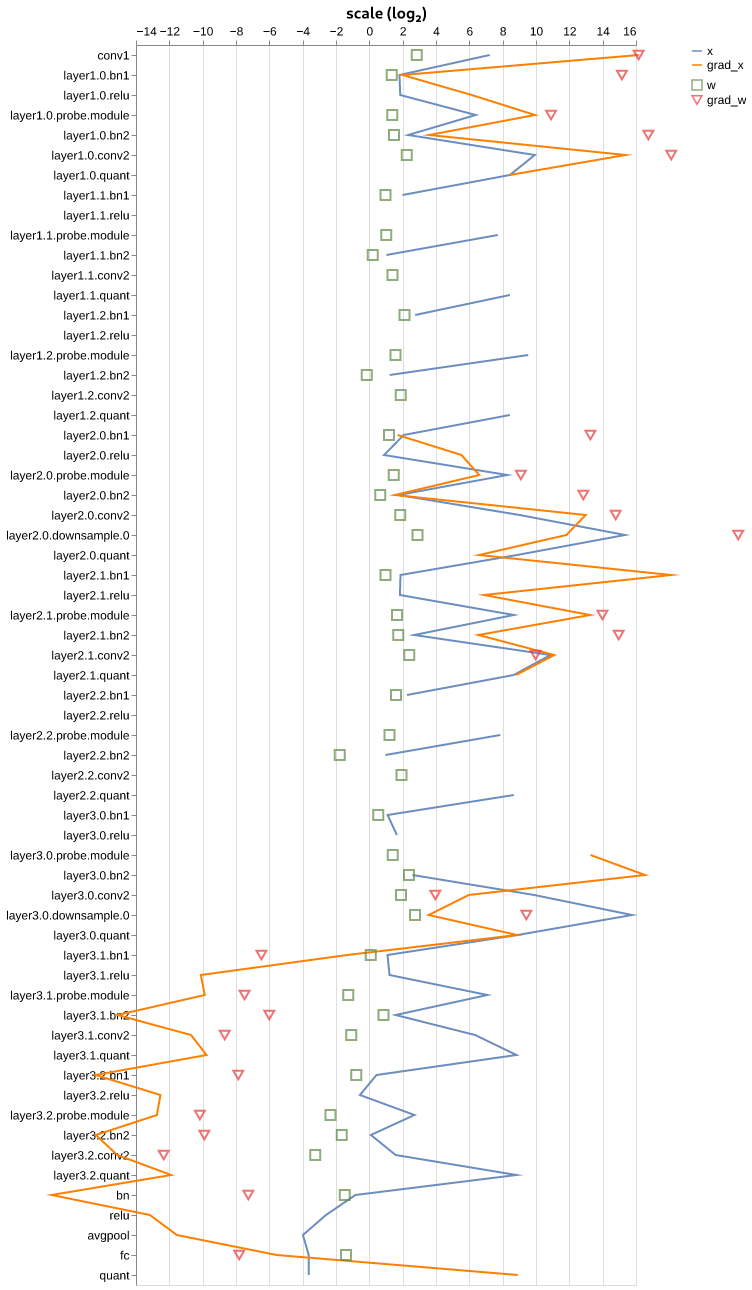 scale (log₂)
−14 −12 −10 −8 −6 −4 −2 0 2 4 6 8 10 12 14 16
x
grad_x
w
grad_w
conv1
layer1.0.bn1
layer1.0.relu
layer1.0.probe.module
layer1.0.bn2
layer1.0.conv2
layer1.0.quant
layer1.1.bn1
layer1.1.relu
layer1.1.probe.module
layer1.1.bn2
layer1.1.conv2
layer1.1.quant
layer1.2.bn1
layer1.2.relu
layer1.2.probe.module
layer1.2.bn2
layer1.2.conv2
layer1.2.quant
layer2.0.bn1
layer2.0.relu
layer2.0.probe.module
layer2.0.bn2
layer2.0.conv2
layer2.0.downsample.0
layer2.0.quant
layer2.1.bn1
layer2.1.relu
layer2.1.probe.module
layer2.1.bn2
layer2.1.conv2
layer2.1.quant
layer2.2.bn1
layer2.2.relu
layer2.2.probe.module
layer2.2.bn2
layer2.2.conv2
layer2.2.quant
layer3.0.bn1
layer3.0.relu
layer3.0.probe.module
layer3.0.bn2
layer3.0.conv2
layer3.0.downsample.0
layer3.0.quant
layer3.1.bn1
layer3.1.relu
layer3.1.probe.module
layer3.1.bn2
layer3.1.conv2
layer3.1.quant
layer3.2.bn1
layer3.2.relu
layer3.2.probe.module
layer3.2.bn2
layer3.2.conv2
layer3.2.quant
bn
relu
avgpool
fc
quant